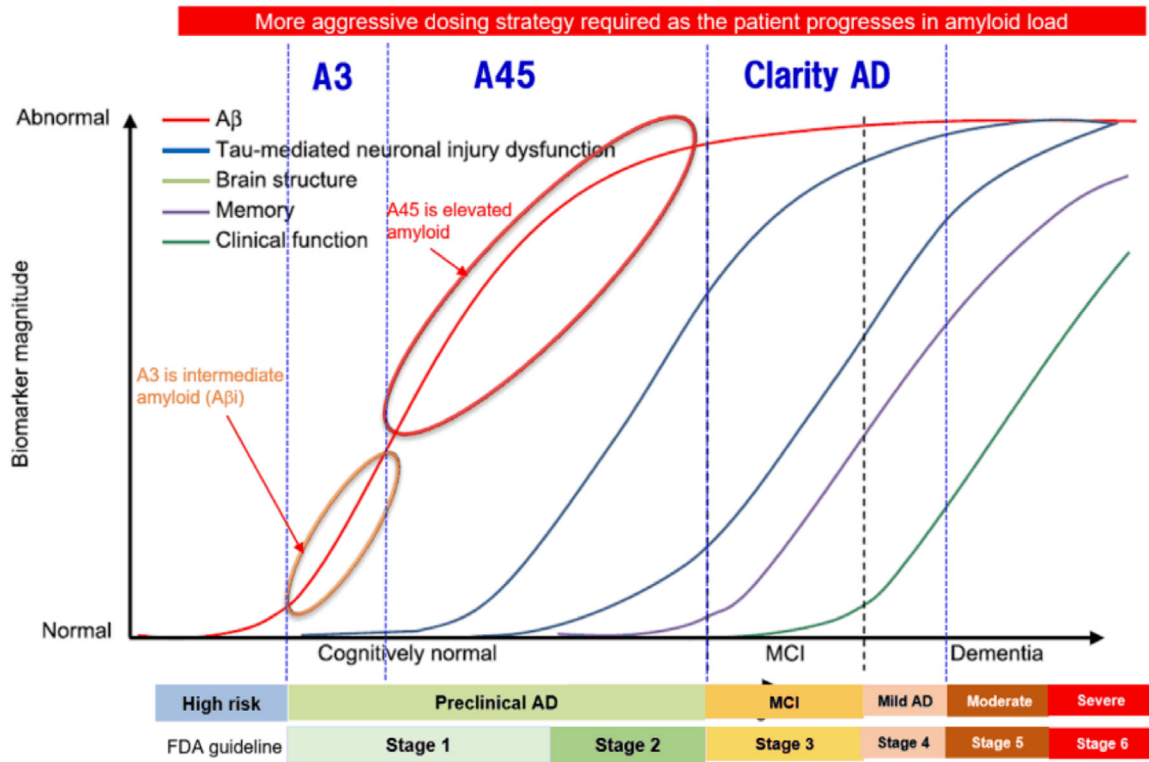 More aggressive dosing strategy required as the patient progresses in amyloid load
A3
A45
Clarity AD
Abnormal
Aβ
Tau-mediated neuronal injury dysfunction
Brain structure
Memory
Clinical function
A45 is elevated
amyloid
A3 is intermediate
amyloid (Aβi)
Biomarker magnitude
Normal
Cognitively normal
MCI
Dementia
High risk
Preclinical AD
MCI
Mild AD
Moderate
Severe
FDA guideline
Stage 1
Stage 2
Stage 3
Stage 4
Stage 5
Stage 6